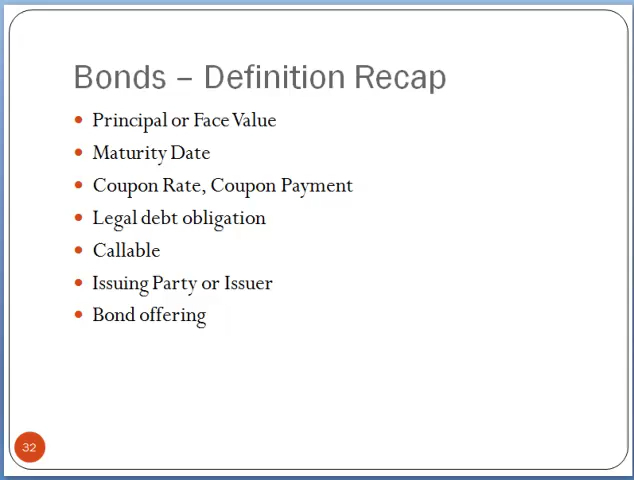 Bonds – Definition Recap
Principal or Face Value
Maturity Date
Coupon Rate, Coupon Payment
Legal debt obligation
Callable
Issuing Party or Issuer
Bond offering
32